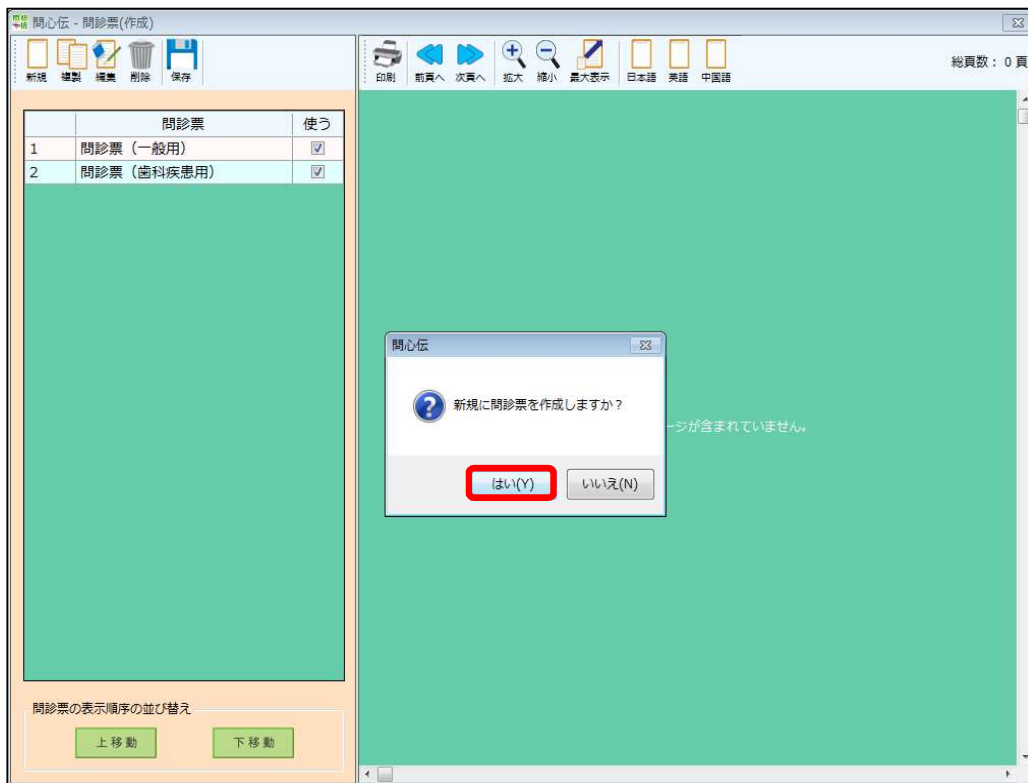 問心伝 - 問診票(作成)
新規 複製 編集 削除 保存
印刷 前頁へ 次頁へ 拡大 縮小 最大表示 日本語 英語 中国語
総頁数： 0 頁
問診票 使う
1 問診票（一般用）
2 問診票（歯科疾患用）
問心伝
新規に問診票を作成しますか？
ージが含まれていません。
はい(Y) いいえ(N)
問診票の表示順序の並び替え
上移動 下移動